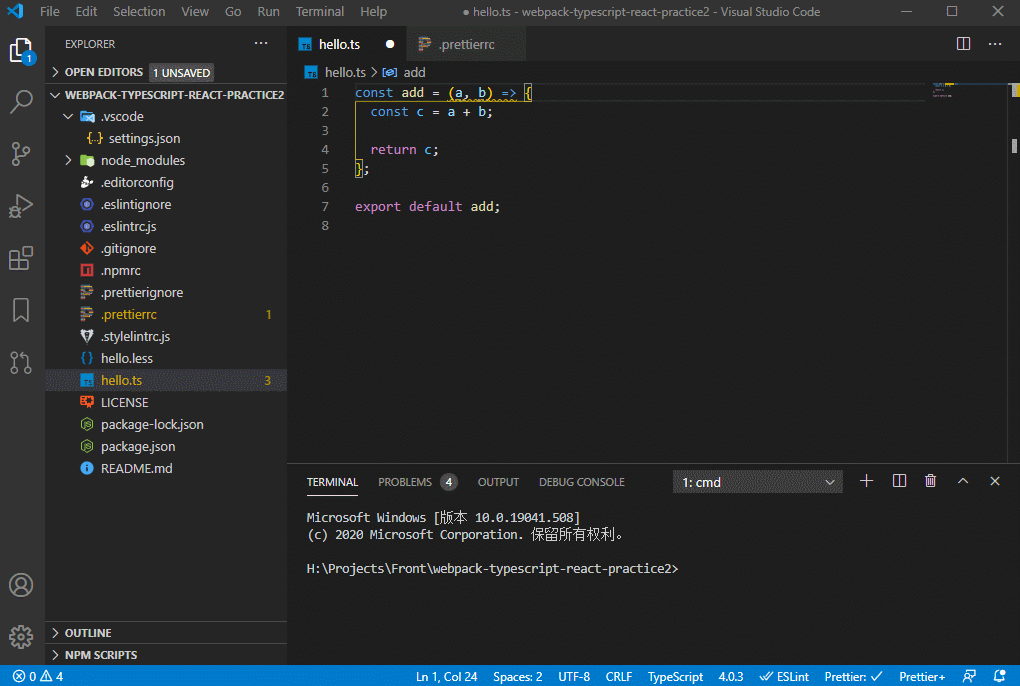 File Edit Selection View Go Run Terminal Help ● hello.ts - webpack-typescript-react-practice2 - Visual Studio Code
EXPLORER
1
OPEN EDITORS 1 UNSAVED
WEBPACK-TYPESCRIPT-REACT-PRACTICE2
.vscode
{..} settings.json
node_modules
.editorconfig
.eslintignore
.eslintrc.js
.gitignore
.npmrc
.prettierignore
.prettierrc 1
.stylelintrc.js
{} hello.less
TS hello.ts 3
LICENSE
package-lock.json
package.json
README.md
OUTLINE
NPM SCRIPTS
TS hello.ts ● .prettierrc
TS hello.ts > add
1 const add = (a, b) => {
2 const c = a + b;
3
4 return c;
5 };
6
7 export default add;
8
TERMINAL PROBLEMS 4 OUTPUT DEBUG CONSOLE 1: cmd
Microsoft Windows [版本 10.0.19041.508]
(c) 2020 Microsoft Corporation. 保留所有权利。
H:\Projects\Front\webpack-typescript-react-practice2>
0 4 Ln 1, Col 24 Spaces: 2 UTF-8 CRLF TypeScript 4.0.3 ESLint Prettier: ✓ Prettier+